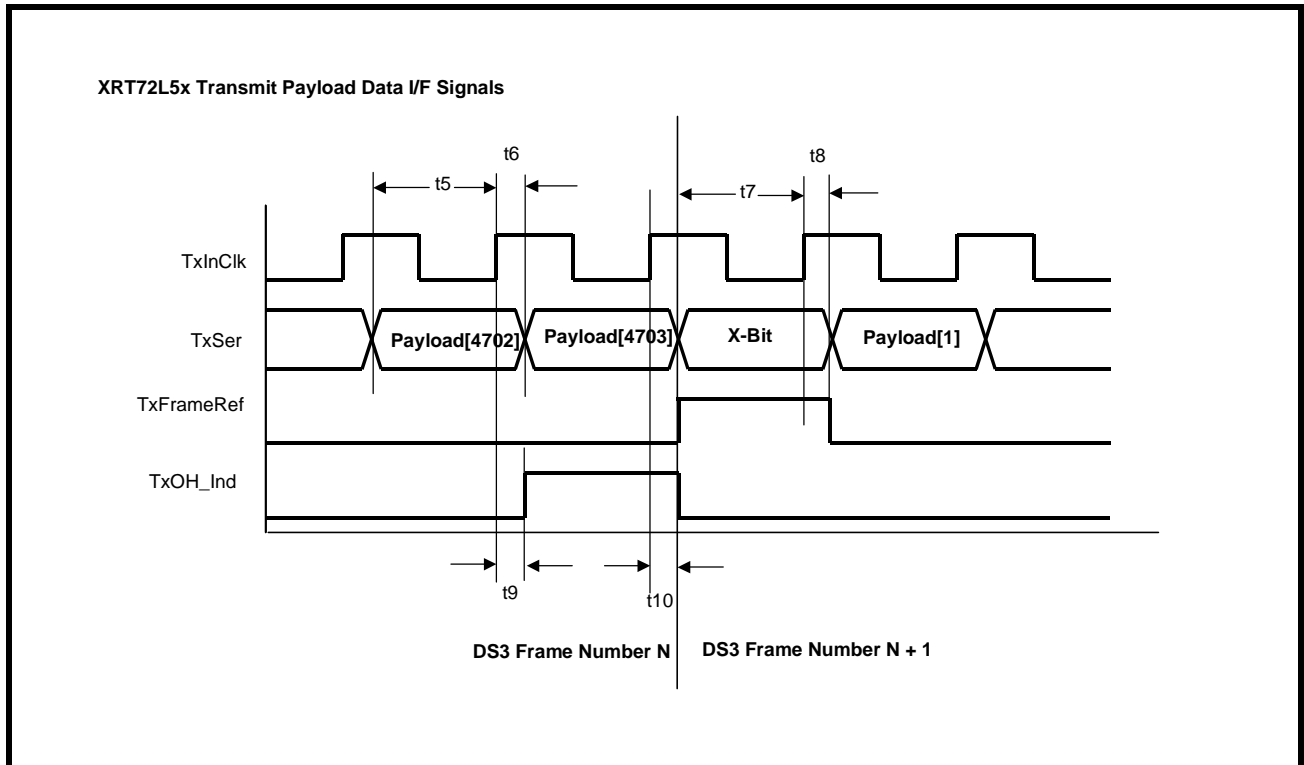 XRT72L5x Transmit Payload Data I/F Signals
t6
t8
t5
t7
TxInClk
TxSer
Payload[4702]
Payload[4703]
X-Bit
Payload[1]
TxFrameRef
TxOH_Ind
t9
t10
DS3 Frame Number N
DS3 Frame Number N + 1